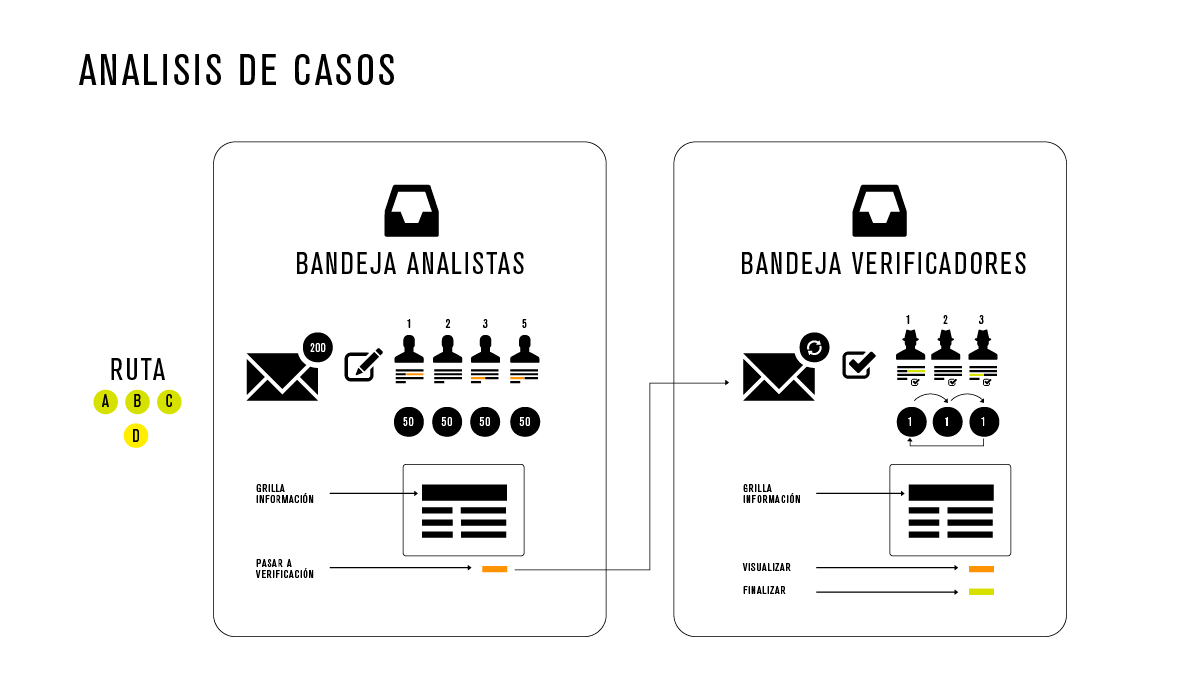 ANALISIS DE CASOS
RUTA
A B C
D
BANDEJA ANALISTAS
200
1 2 3 5
50 50 50 50
GRILLA
INFORMACIÓN
PASAR A
VERIFICACIÓN
BANDEJA VERIFICADORES
1 2 3
1 1 1
GRILLA
INFORMACIÓN
VISUALIZAR
FINALIZAR